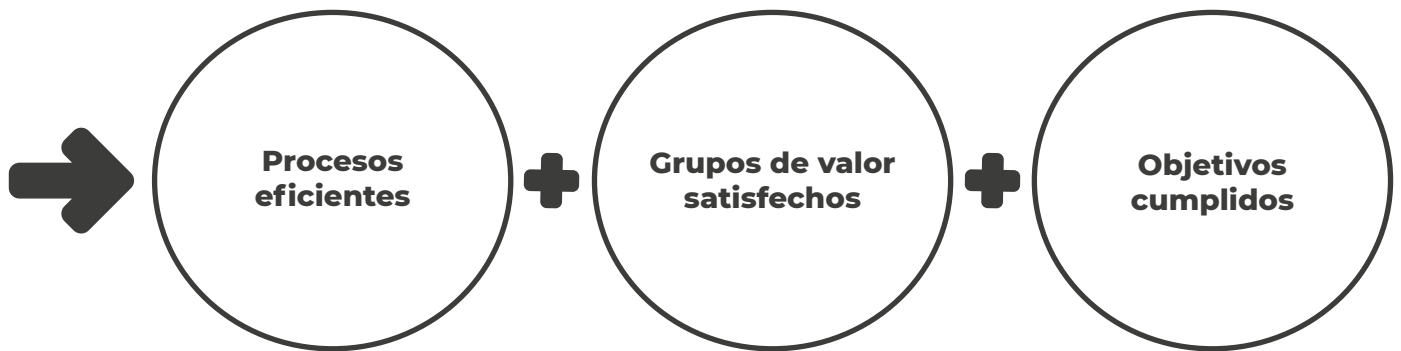 Procesos
eficientes
Grupos de valor
satisfechos
Objetivos
cumplidos